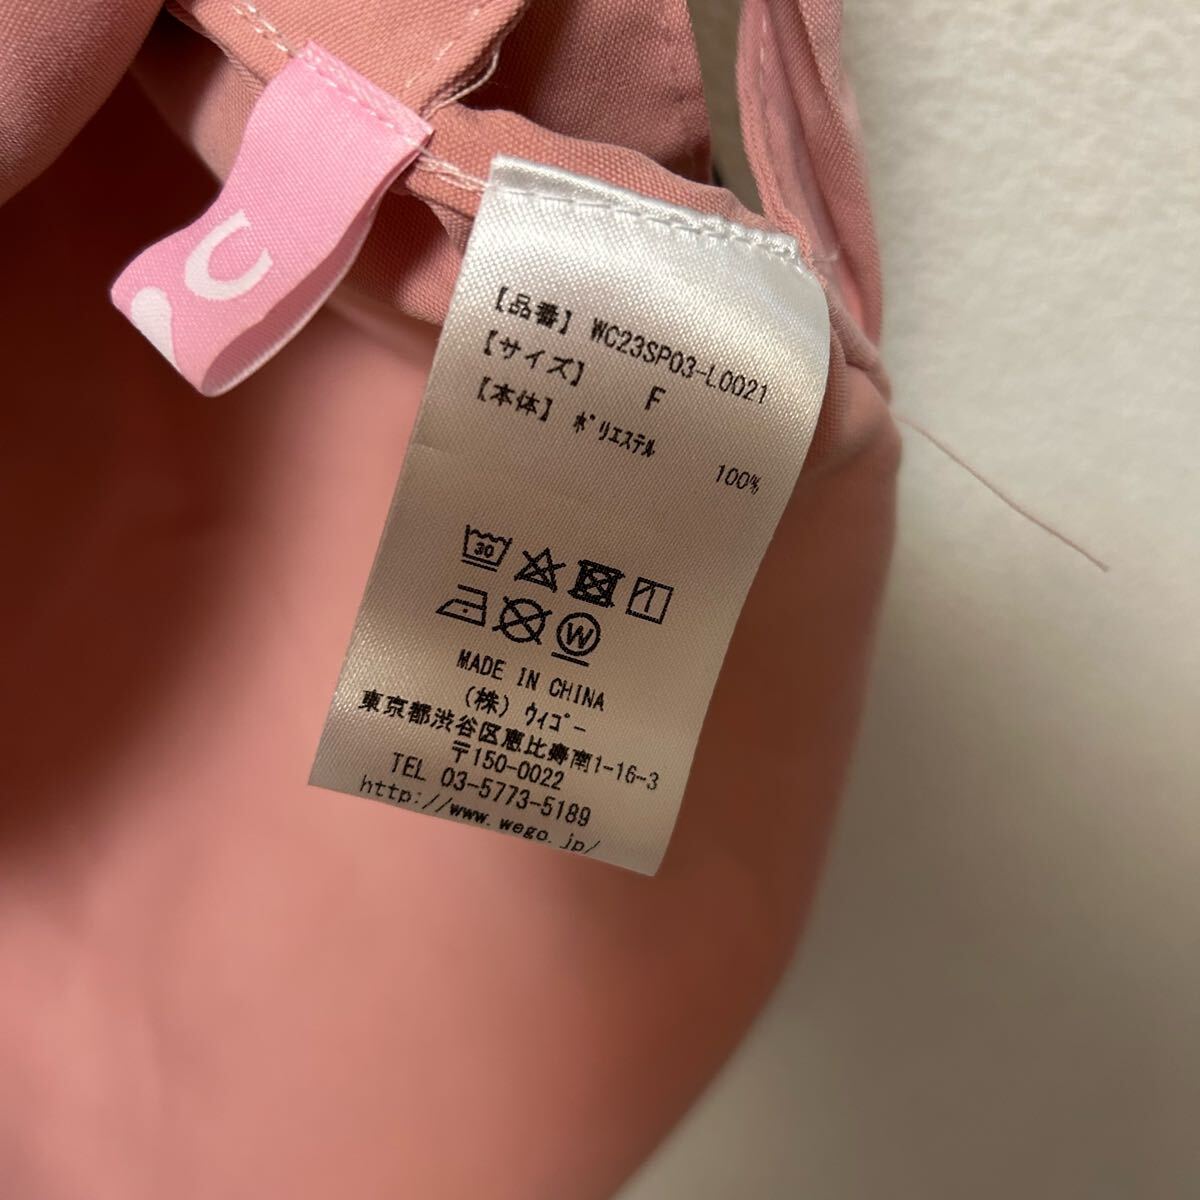 【品番】 WC23SP03-L0021
【サイズ】 F
【本体】 ポリエステル 100%
30
W
MADE IN CHINA
(株) ウィゴー
東京都渋谷区恵比寿南1-16-3
〒150-0022
TEL 03-5773-5189
http://www.wego.jp/